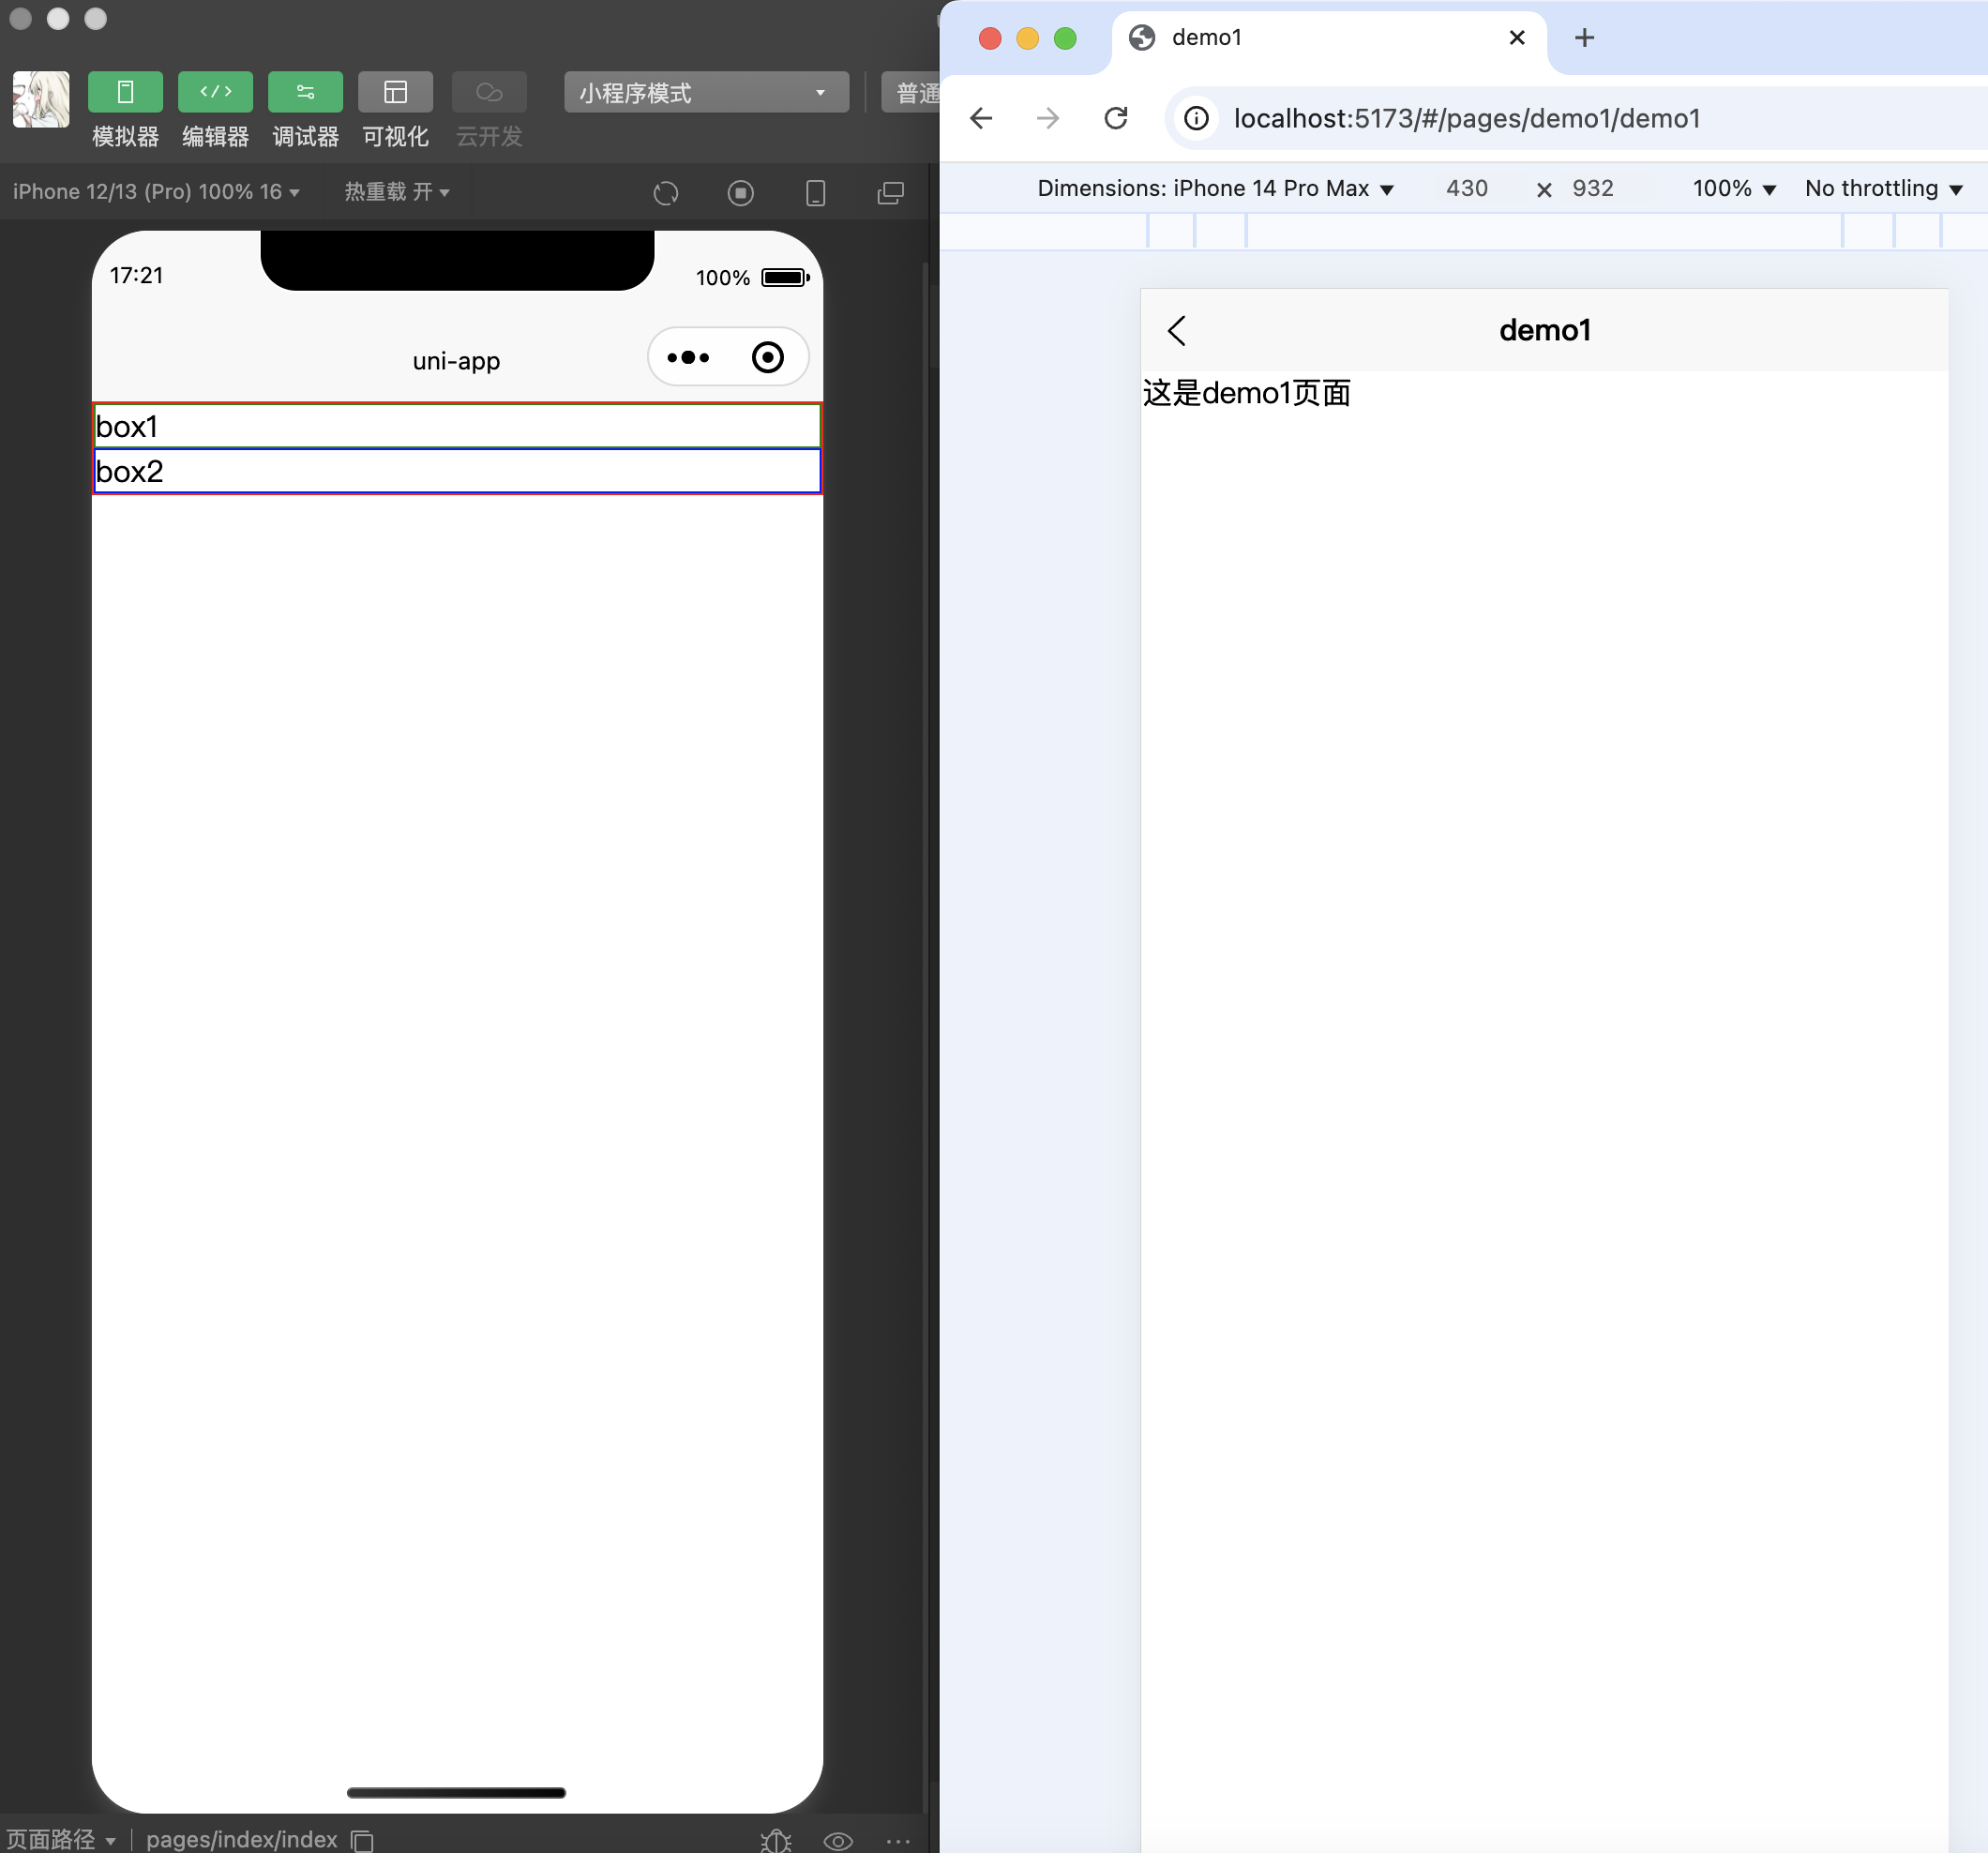 模拟器 编辑器 调试器 可视化 云开发
小程序模式
普通
iPhone 12/13 (Pro) 100% 16
热重载 开
17:21
100%
uni-app
box1
box2
页面路径
pages/index/index
demo1
localhost:5173/#/pages/demo1/demo1
Dimensions: iPhone 14 Pro Max 430 × 932 100% No throttling
demo1
这是demo1页面